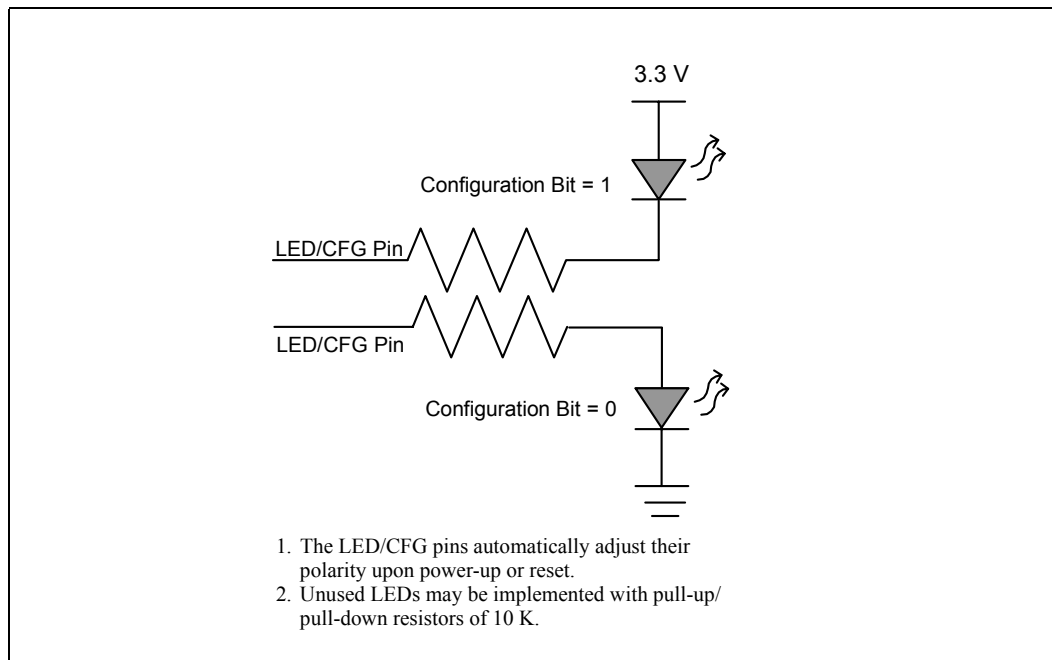 3.3 V
Configuration Bit = 1
LED/CFG Pin
LED/CFG Pin
Configuration Bit = 0
1. The LED/CFG pins automatically adjust their
polarity upon power-up or reset.
2. Unused LEDs may be implemented with pull-up/
pull-down resistors of 10 K.